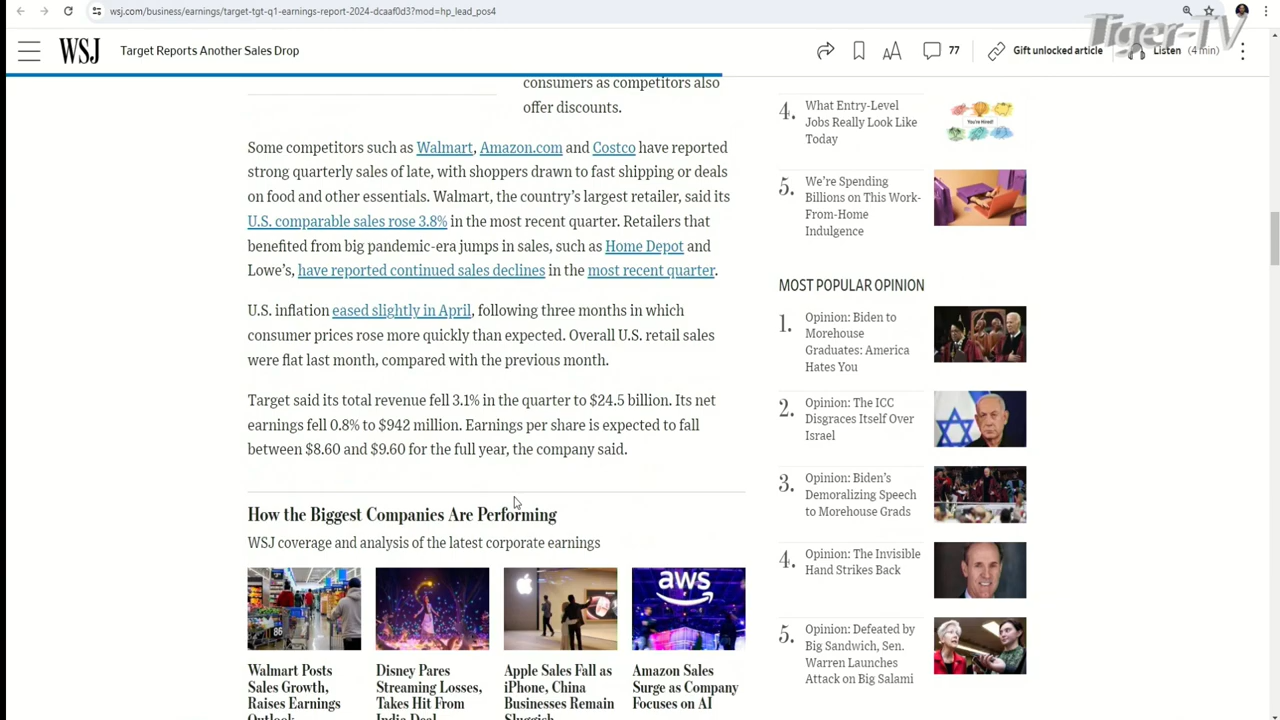 wsj.com/business/earnings/target-tgt-q1-earnings-report-2024-dcaaf0d3?mod=hp_lead_pos4
Tiger-TV
WSJ
Target Reports Another Sales Drop
77
Gift unlocked article
Listen (4 min)
consumers as competitors also
offer discounts.
Some competitors such as Walmart, Amazon.com and Costco have reported
strong quarterly sales of late, with shoppers drawn to fast shipping or deals
on food and other essentials. Walmart, the country's largest retailer, said its
U.S. comparable sales rose 3.8% in the most recent quarter. Retailers that
benefited from big pandemic-era jumps in sales, such as Home Depot and
Lowe's, have reported continued sales declines in the most recent quarter.
U.S. inflation eased slightly in April, following three months in which
consumer prices rose more quickly than expected. Overall U.S. retail sales
were flat last month, compared with the previous month.
Target said its total revenue fell 3.1% in the quarter to $24.5 billion. Its net
earnings fell 0.8% to $942 million. Earnings per share is expected to fall
between $8.60 and $9.60 for the full year, the company said.
How the Biggest Companies Are Performing
WSJ coverage and analysis of the latest corporate earnings
86
aws
Walmart Posts
Sales Growth,
Raises Earnings
Outlook
Disney Pares
Streaming Losses,
Takes Hit From
India Deal
Apple Sales Fall as
iPhone, China
Businesses Remain
Sluggish
Amazon Sales
Surge as Company
Focuses on AI
4.
What Entry-Level
Jobs Really Look Like
Today
You're Hired!
5.
We're Spending
Billions on This Work-
From-Home
Indulgence
MOST POPULAR OPINION
1.
Opinion: Biden to
Morehouse
Graduates: America
Hates You
2.
Opinion: The ICC
Disgraces Itself Over
Israel
3.
Opinion: Biden's
Demoralizing Speech
to Morehouse Grads
4.
Opinion: The Invisible
Hand Strikes Back
5.
Opinion: Defeated by
Big Sandwich, Sen.
Warren Launches
Attack on Big Salami